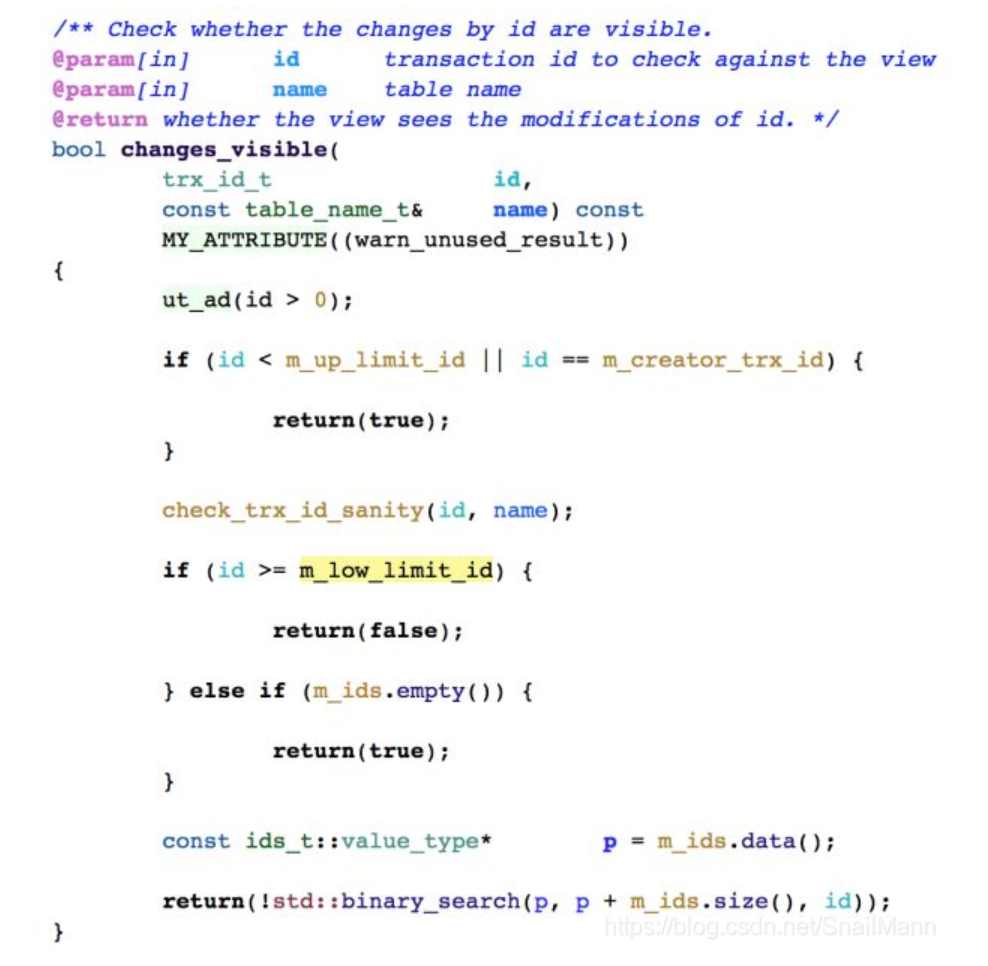 /** Check whether the changes by id are visible.
@param[in] id transaction id to check against the view
@param[in] name table name
@return whether the view sees the modifications of id. */
bool changes_visible(
trx_id_t id,
const table_name_t& name) const
MY_ATTRIBUTE((warn_unused_result))
{
ut_ad(id > 0);
if (id < m_up_limit_id || id == m_creator_trx_id) {
return(true);
}
check_trx_id_sanity(id, name);
if (id >= m_low_limit_id) {
return(false);
} else if (m_ids.empty()) {
return(true);
}
const ids_t::value_type* p = m_ids.data();
return(!std::binary_search(p, p + m_ids.size(), id));
}
https://blog.csdn.net/SnailMann